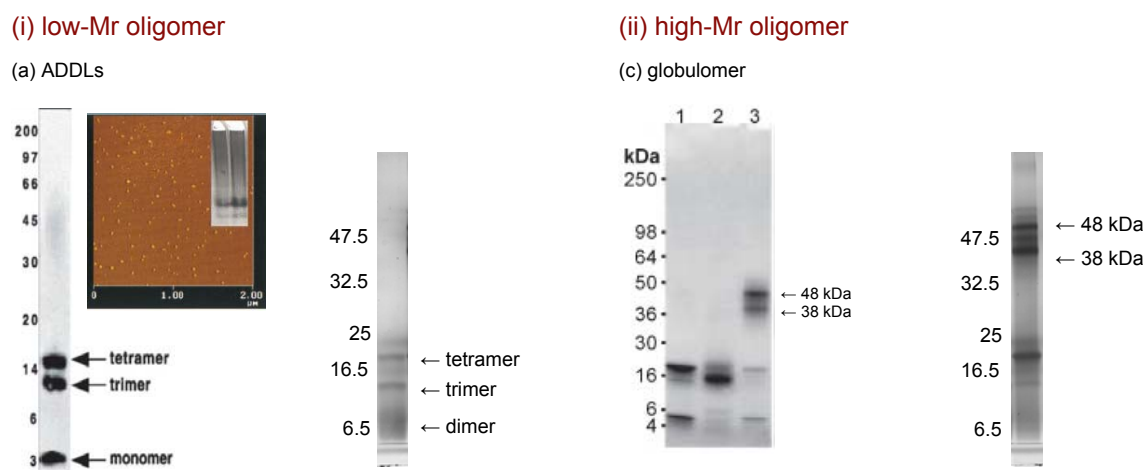 (i) low-Mr oligomer
(a) ADDLs
200
97
66
45
30
20
14
6
3
tetramer
trimer
monomer
0 1.00 2.00
μM
47.5
32.5
25
16.5
6.5
← tetramer
← trimer
← dimer
(ii) high-Mr oligomer
(c) globulomer
1 2 3
kDa
250
98
64
50
36
30
16
6
4
← 48 kDa
← 38 kDa
47.5
32.5
25
16.5
6.5
← 48 kDa
← 38 kDa